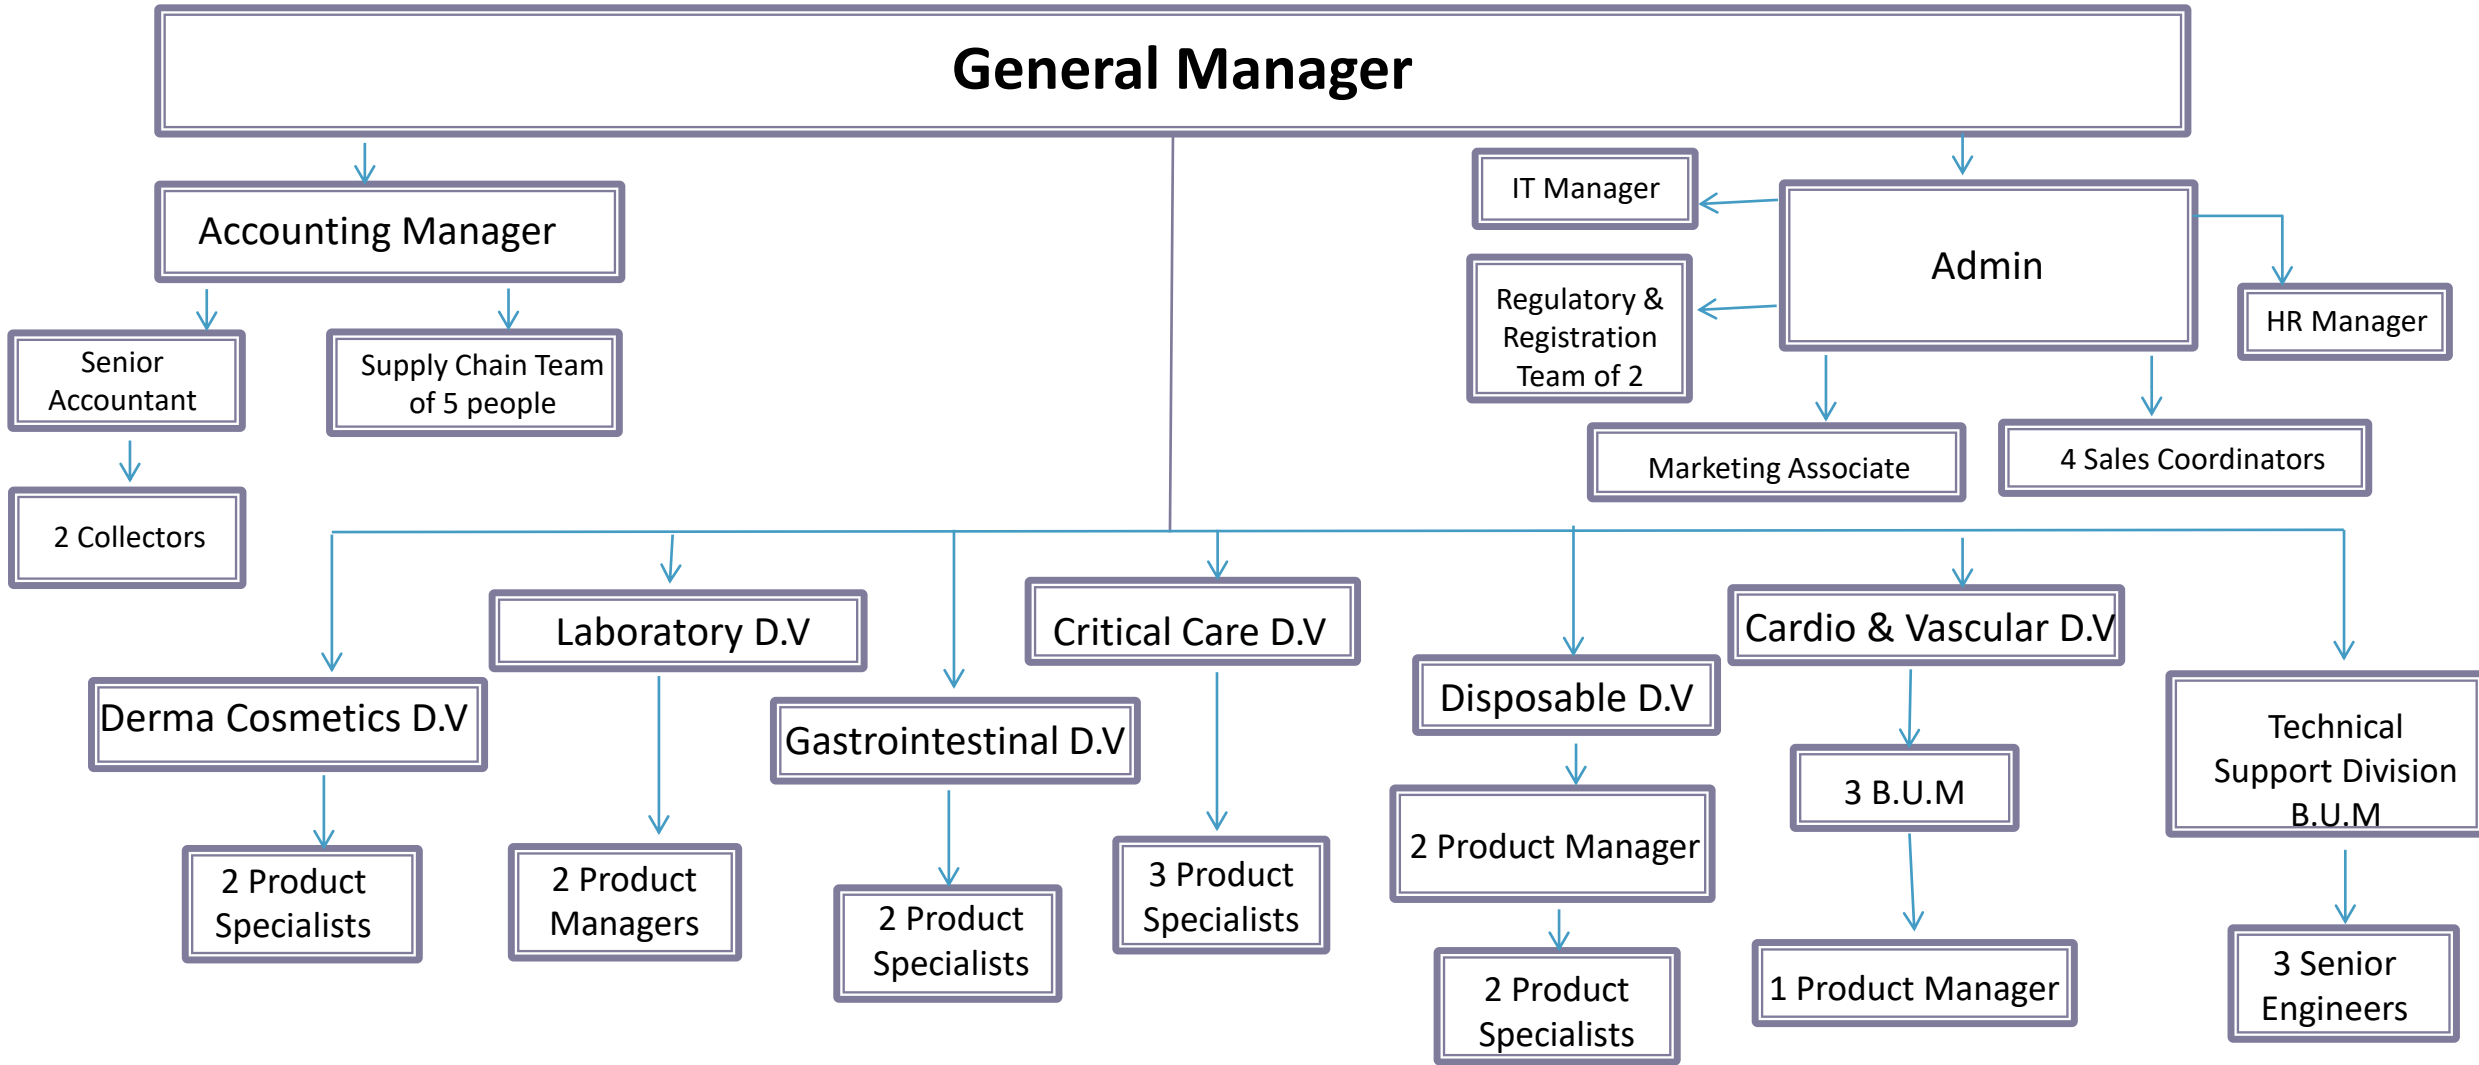 General Manager
Accounting Manager
IT Manager
Admin
Regulatory &
Registration
Team of 2
HR Manager
Senior
Accountant
Supply Chain Team
of 5 people
Marketing Associate
4 Sales Coordinators
2 Collectors
Derma Cosmetics D.V
Laboratory D.V
Gastrointestinal D.V
Critical Care D.V
Disposable D.V
Cardio & Vascular D.V
Technical
Support Division
B.U.M
2 Product
Specialists
2 Product
Managers
2 Product
Specialists
3 Product
Specialists
2 Product Manager
3 B.U.M
2 Product
Specialists
1 Product Manager
3 Senior
Engineers